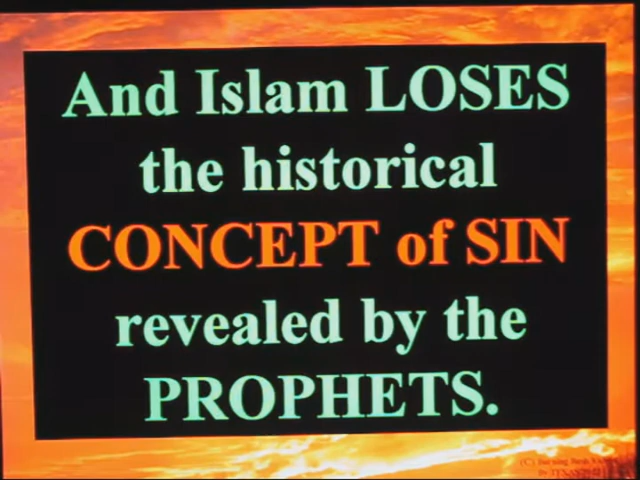 And Islam LOSES
the historical
CONCEPT of SIN
revealed by the
PROPHETS.